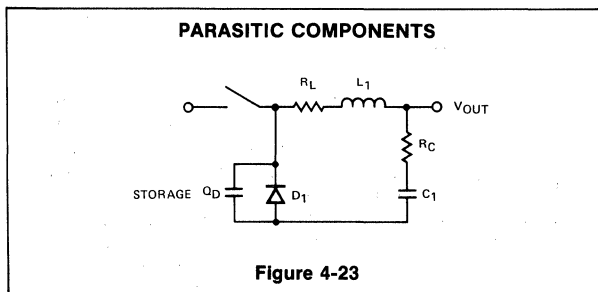 PARASITIC COMPONENTS
RL L1
VOUT
RC
STORAGE QD D1 C1
Figure 4-23